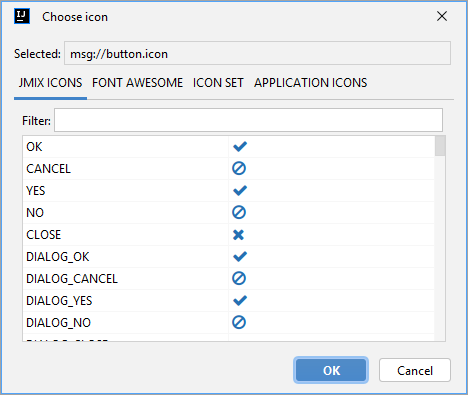 IJ
Choose icon
Selected: msg://button.icon
JMIX ICONS FONT AWESOME ICON SET APPLICATION ICONS
Filter:
OK
CANCEL
YES
NO
CLOSE
DIALOG_OK
DIALOG_CANCEL
DIALOG_YES
DIALOG_NO
OK Cancel